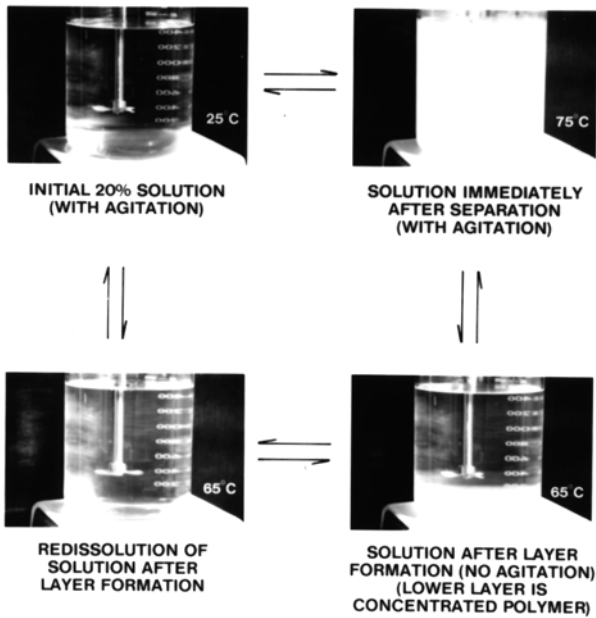 25°C
75°C
INITIAL 20% SOLUTION
(WITH AGITATION)
SOLUTION IMMEDIATELY
AFTER SEPARATION
(WITH AGITATION)
65°C
65°C
REDISSOLUTION OF
SOLUTION AFTER
LAYER FORMATION
SOLUTION AFTER LAYER
FORMATION (NO AGITATION)
(LOWER LAYER IS
CONCENTRATED POLYMER)